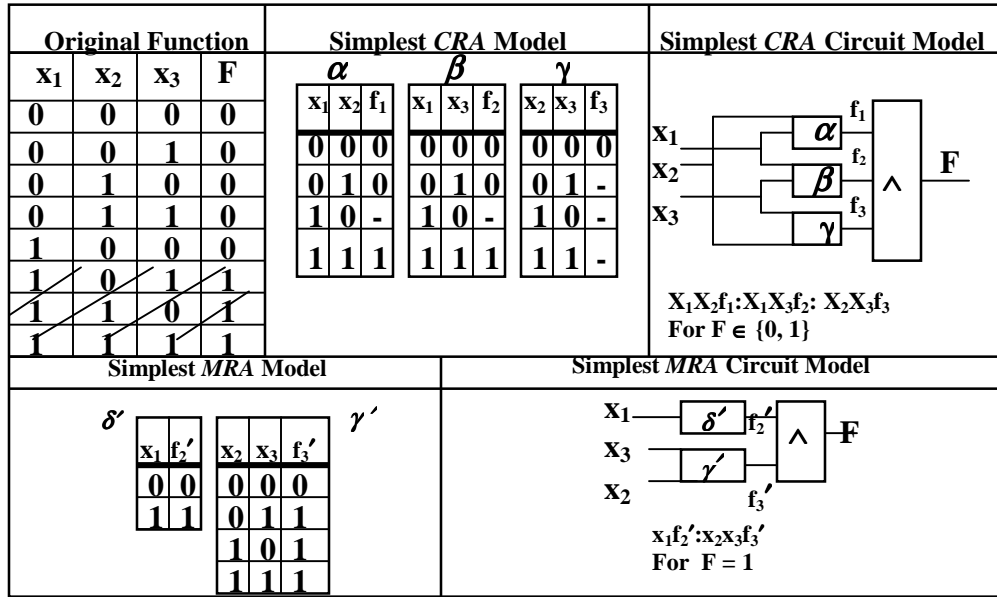 Original Function
x₁ x₂ x₃ F
0 0 0 0
0 0 1 0
0 1 0 0
0 1 1 0
1 0 0 0
1 0 1 1
1 1 0 1
1 1 1 1
Simplest CRA Model
α β γ
x₁ x₂ f₁ x₁ x₃ f₂ x₂ x₃ f₃
0 0 0 0 0 0 0 0 0
0 1 0 0 1 0 0 1 -
1 0 - 1 0 - 1 0 -
1 1 1 1 1 1 1 1 -
Simplest CRA Circuit Model
x₁
x₂
x₃
α
β
γ
f₁
f₂
f₃
∧
F
X₁X₂f₁:X₁X₃f₂: X₂X₃f₃
For F ∈ {0, 1}
Simplest MRA Model
δ′ γ′
x₁ f₂′ x₂ x₃ f₃′
0 0 0 0 0
1 1 0 1 1
1 0 1
1 1 1
Simplest MRA Circuit Model
x₁
x₃
x₂
δ′
γ′
f₂′
f₃′
∧
F
x₁f₂′:x₂x₃f₃′
For F = 1